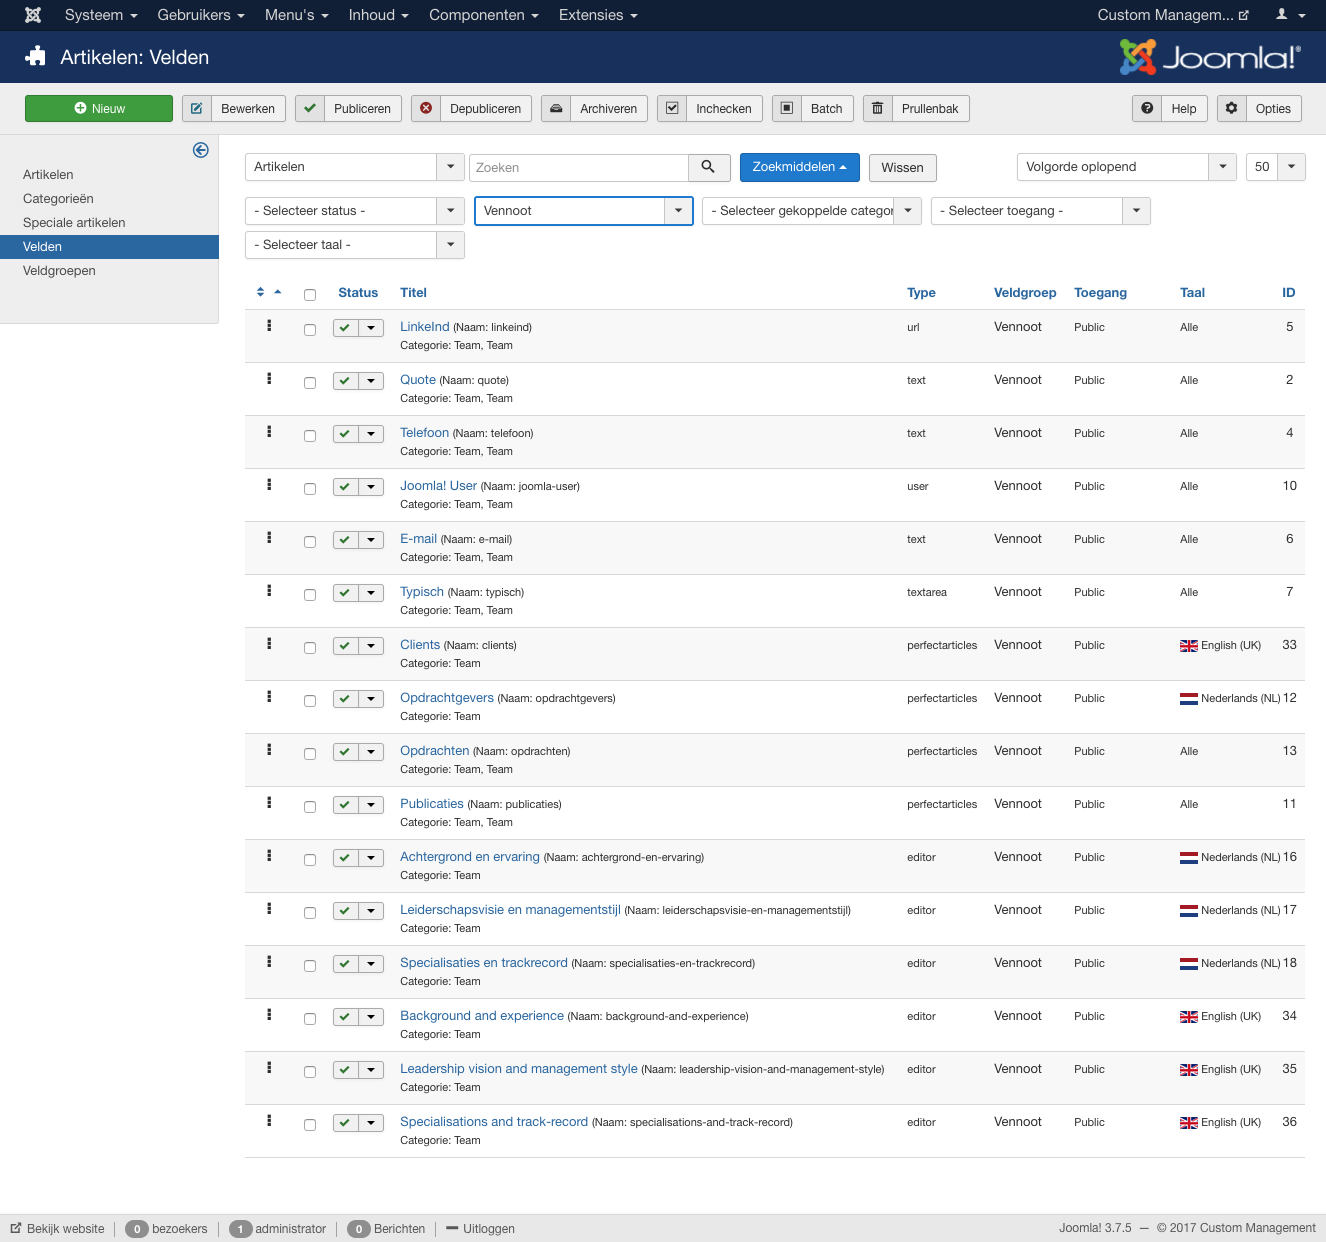 Systeem Gebruikers Menu's Inhoud Componenten Extensies Custom Managem...
Artikelen: Velden Joomla!®
Nieuw Bewerken Publiceren Depubliceren Archiveren Inchecken Batch Prullenbak Help Opties
Artikelen
Categorieën
Speciale artikelen
Velden
Veldgroepen
Artikelen Zoeken Zoekmiddelen Wissen Volgorde oplopend 50
- Selecteer status - Vennoot - Selecteer gekoppelde categor - Selecteer toegang -
- Selecteer taal -
Status Titel Type Veldgroep Toegang Taal ID
LinkeInd (Naam: linkeind) url Vennoot Public Alle 5
Categorie: Team, Team
Quote (Naam: quote) text Vennoot Public Alle 2
Categorie: Team, Team
Telefoon (Naam: telefoon) text Vennoot Public Alle 4
Categorie: Team, Team
Joomla! User (Naam: joomla-user) user Vennoot Public Alle 10
Categorie: Team, Team
E-mail (Naam: e-mail) text Vennoot Public Alle 6
Categorie: Team, Team
Typisch (Naam: typisch) textarea Vennoot Public Alle 7
Categorie: Team, Team
Clients (Naam: clients) perfectarticles Vennoot Public English (UK) 33
Categorie: Team
Opdrachtgevers (Naam: opdrachtgevers) perfectarticles Vennoot Public Nederlands (NL) 12
Categorie: Team
Opdrachten (Naam: opdrachten) perfectarticles Vennoot Public Alle 13
Categorie: Team, Team
Publicaties (Naam: publicaties) perfectarticles Vennoot Public Alle 11
Categorie: Team, Team
Achtergrond en ervaring (Naam: achtergrond-en-ervaring) editor Vennoot Public Nederlands (NL) 16
Categorie: Team
Leiderschapsvisie en managementstijl (Naam: leiderschapsvisie-en-managementstijl) editor Vennoot Public Nederlands (NL) 17
Categorie: Team
Specialisaties en trackrecord (Naam: specialisaties-en-trackrecord) editor Vennoot Public Nederlands (NL) 18
Categorie: Team
Background and experience (Naam: background-and-experience) editor Vennoot Public English (UK) 34
Categorie: Team
Leadership vision and management style (Naam: leadership-vision-and-management-style) editor Vennoot Public English (UK) 35
Categorie: Team
Specialisations and track-record (Naam: specialisations-and-track-record) editor Vennoot Public English (UK) 36
Categorie: Team
Bekijk website 0 bezoekers 1 administrator 0 Berichten Uitloggen Joomla! 3.7.5 — © 2017 Custom Management